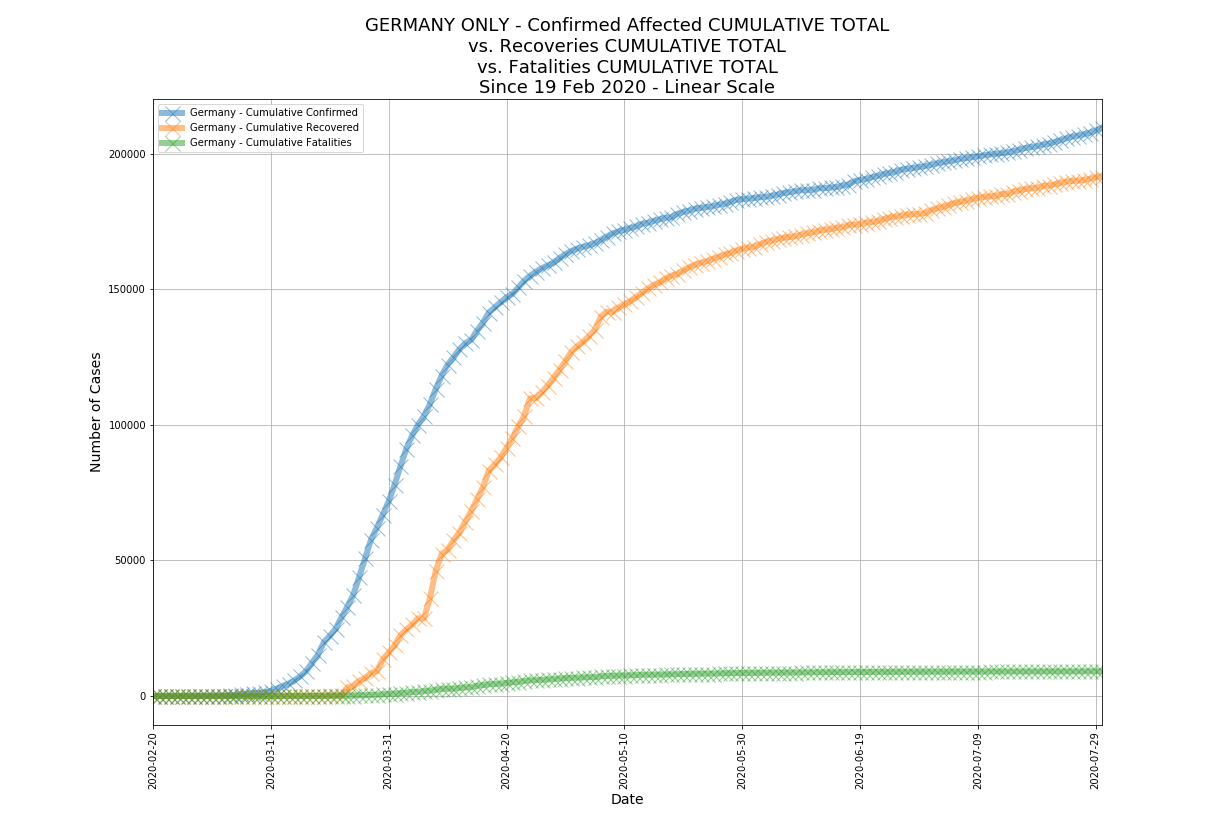 GERMANY ONLY - Confirmed Affected CUMULATIVE TOTAL
vs. Recoveries CUMULATIVE TOTAL
vs. Fatalities CUMULATIVE TOTAL
Since 19 Feb 2020 - Linear Scale
Germany - Cumulative Confirmed
Germany - Cumulative Recovered
Germany - Cumulative Fatalities
Number of Cases
200000
150000
100000
50000
0
2020-02-20
2020-03-11
2020-03-31
2020-04-20
2020-05-10
2020-05-30
2020-06-19
2020-07-09
2020-07-29
Date